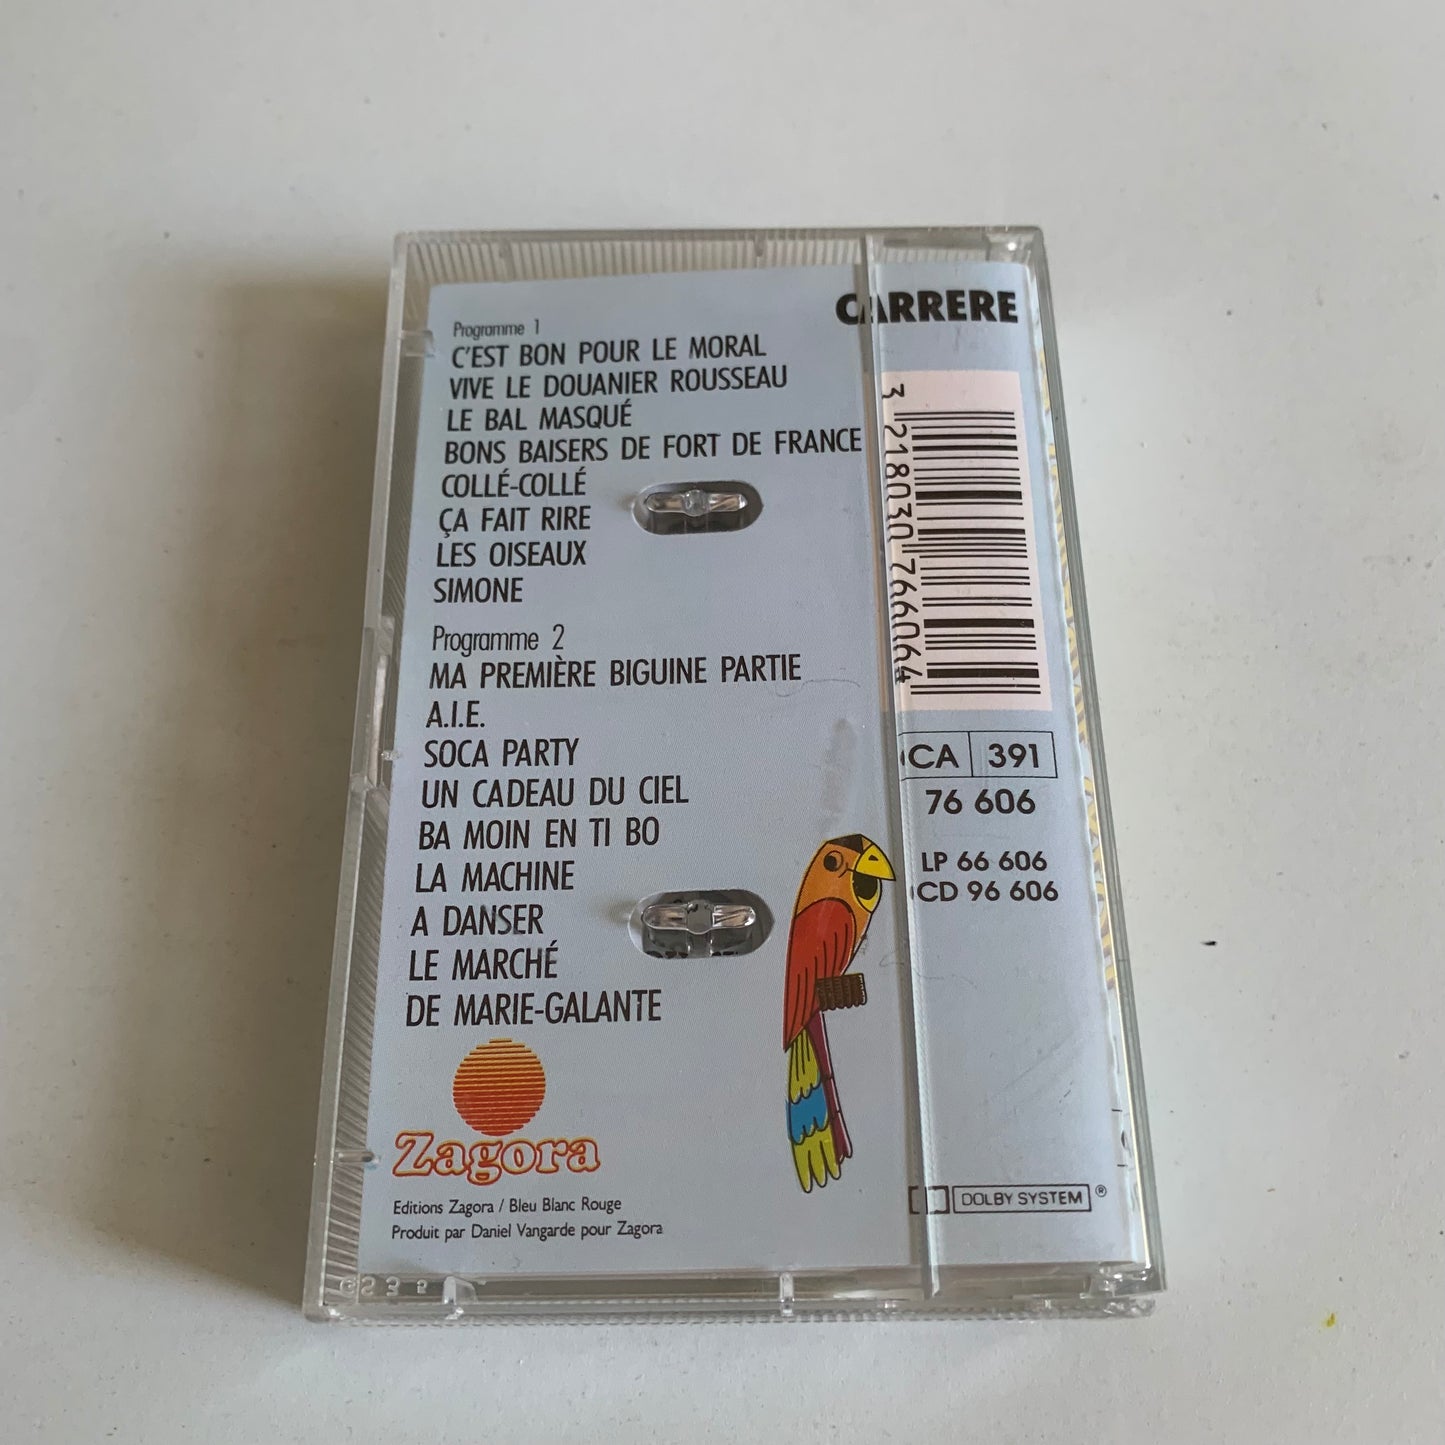 Programme 1
C'EST BON POUR LE MORAL
VIVE LE DOUANIER ROUSSEAU
LE BAL MASQUÉ
BONS BAISERS DE FORT DE FRANCE
COLLÉ-COLLÉ
ÇA FAIT RIRE
LES OISEAUX
SIMONE
Programme 2
MA PREMIÈRE BIGUINE PARTIE
A.I.E.
SOCA PARTY
UN CADEAU DU CIEL
BA MOIN EN TI BO
LA MACHINE
A DANSER
LE MARCHÉ
DE MARIE-GALANTE
Zagora
Editions Zagora / Bleu Blanc Rouge
Produit par Daniel Vangarde pour Zagora
CARRERE
3 218030 766064
CA 391
76 606
LP 66 606
CD 96 606
DOLBY SYSTEM ®